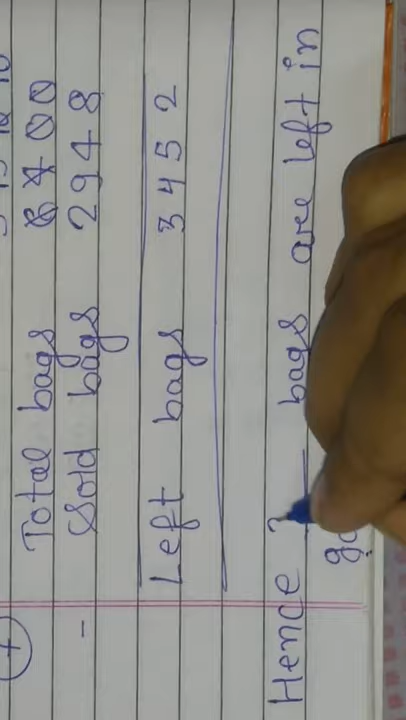 Total bags 6400
- Sold bags 2948
Left bags 3452
Hence bags are left in